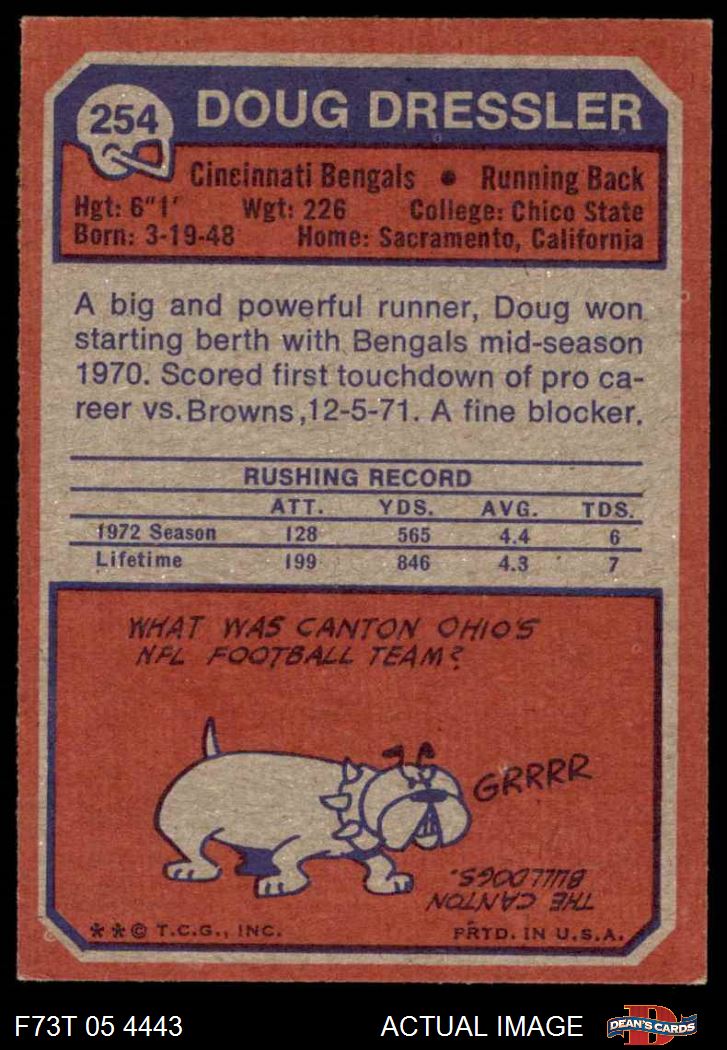 254
DOUG DRESSLER
Cincinnati Bengals • Running Back
Hgt: 6"1' Wgt: 226 College: Chico State
Born: 3-19-48 Home: Sacramento, California
A big and powerful runner, Doug won
starting berth with Bengals mid-season
1970. Scored first touchdown of pro ca-
reer vs. Browns, 12-5-71. A fine blocker.
RUSHING RECORD
ATT. YDS. AVG. TDS.
1972 Season 128 565 4.4 6
Lifetime 199 846 4.3 7
WHAT WAS CANTON OHIO'S
NFL FOOTBALL TEAM?
GRRRR
THE CANTON
BULLDOGS.
** © T.C.G., INC. PRTD. IN U.S.A.
F73T 05 4443 ACTUAL IMAGE
D
DEAN'S CARDS